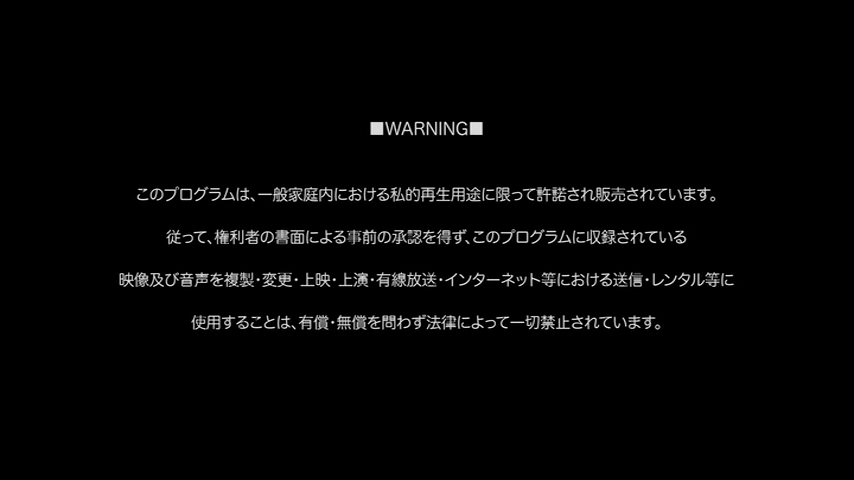 ■WARNING■
このプログラムは、一般家庭内における私的再生用途に限って許諾され販売されています。
従って、権利者の書面による事前の承認を得ず、このプログラムに収録されている
映像及び音声を複製・変更・上映・上演・有線放送・インターネット等における送信・レンタル等に
使用することは、有償・無償を問わず法律によって一切禁止されています。